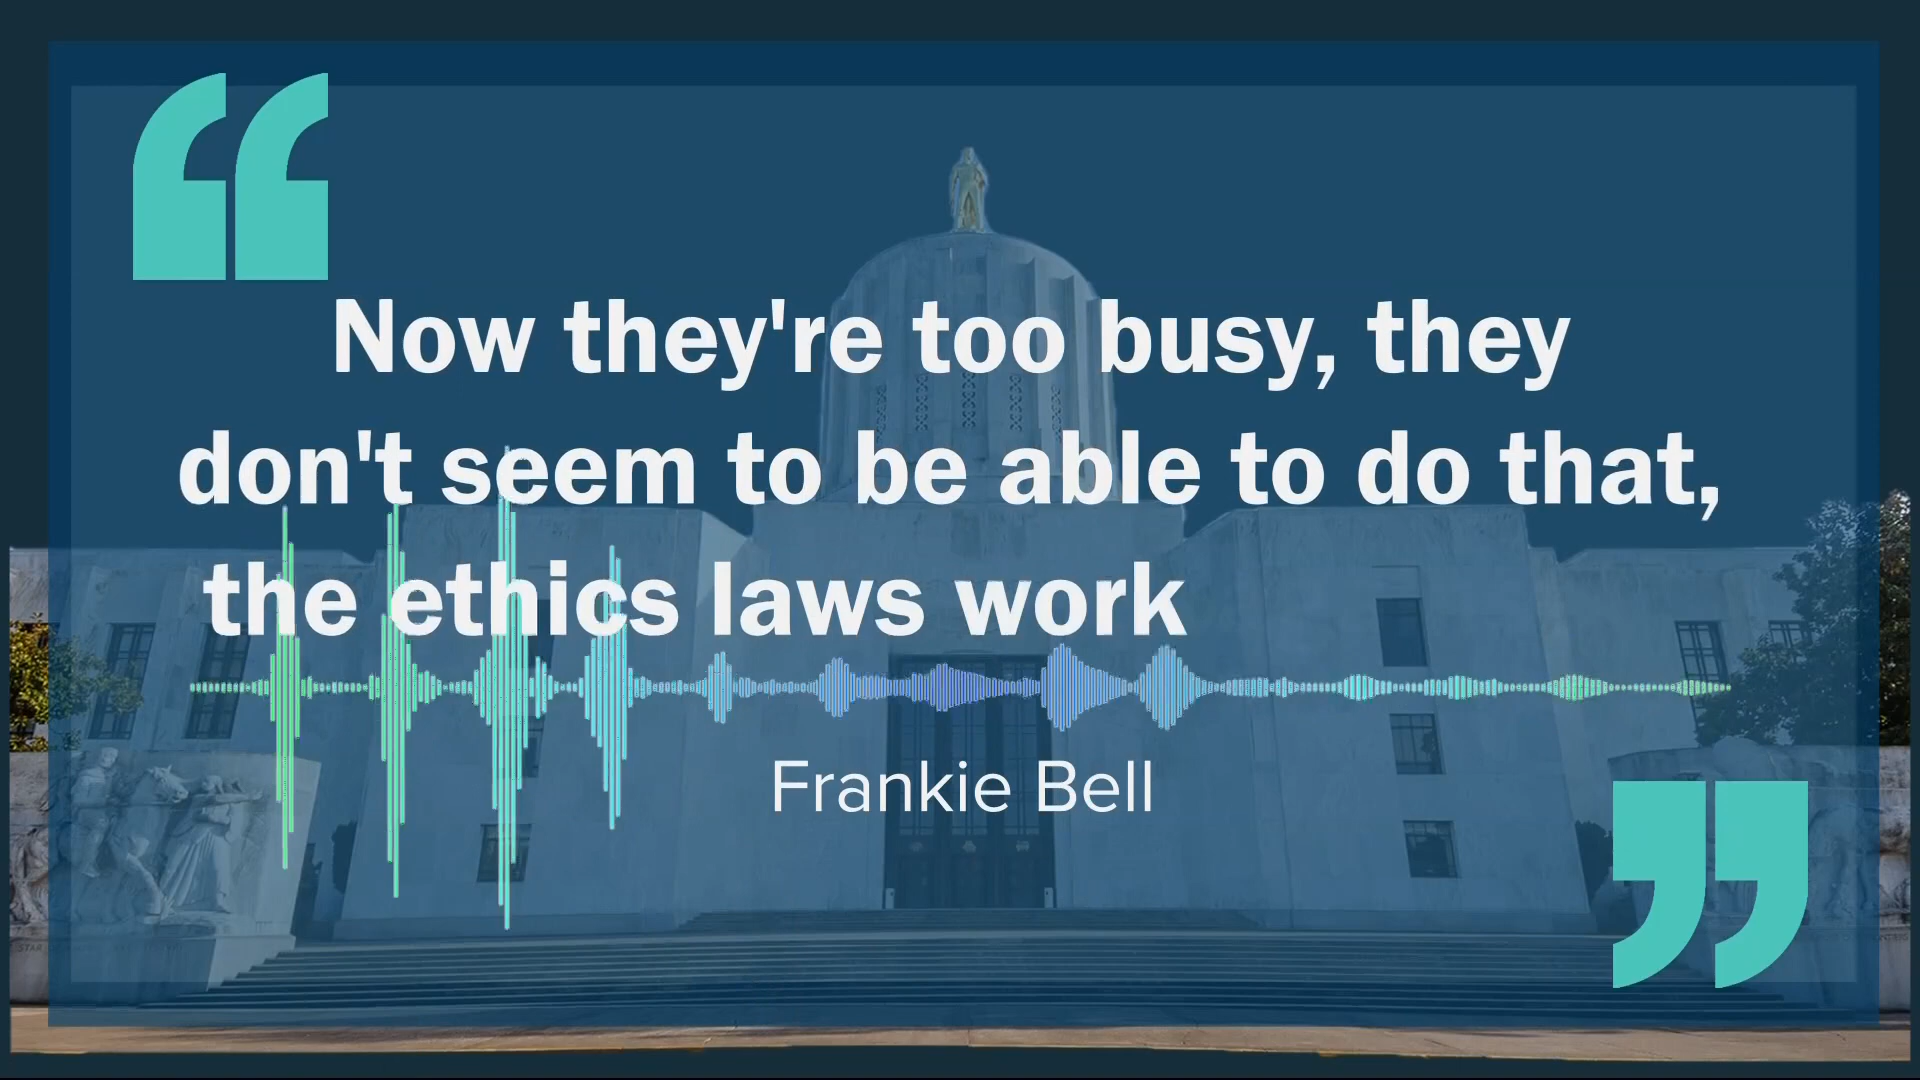 “
Now they're too busy, they
don't seem to be able to do that,
the ethics laws work
Frankie Bell
”